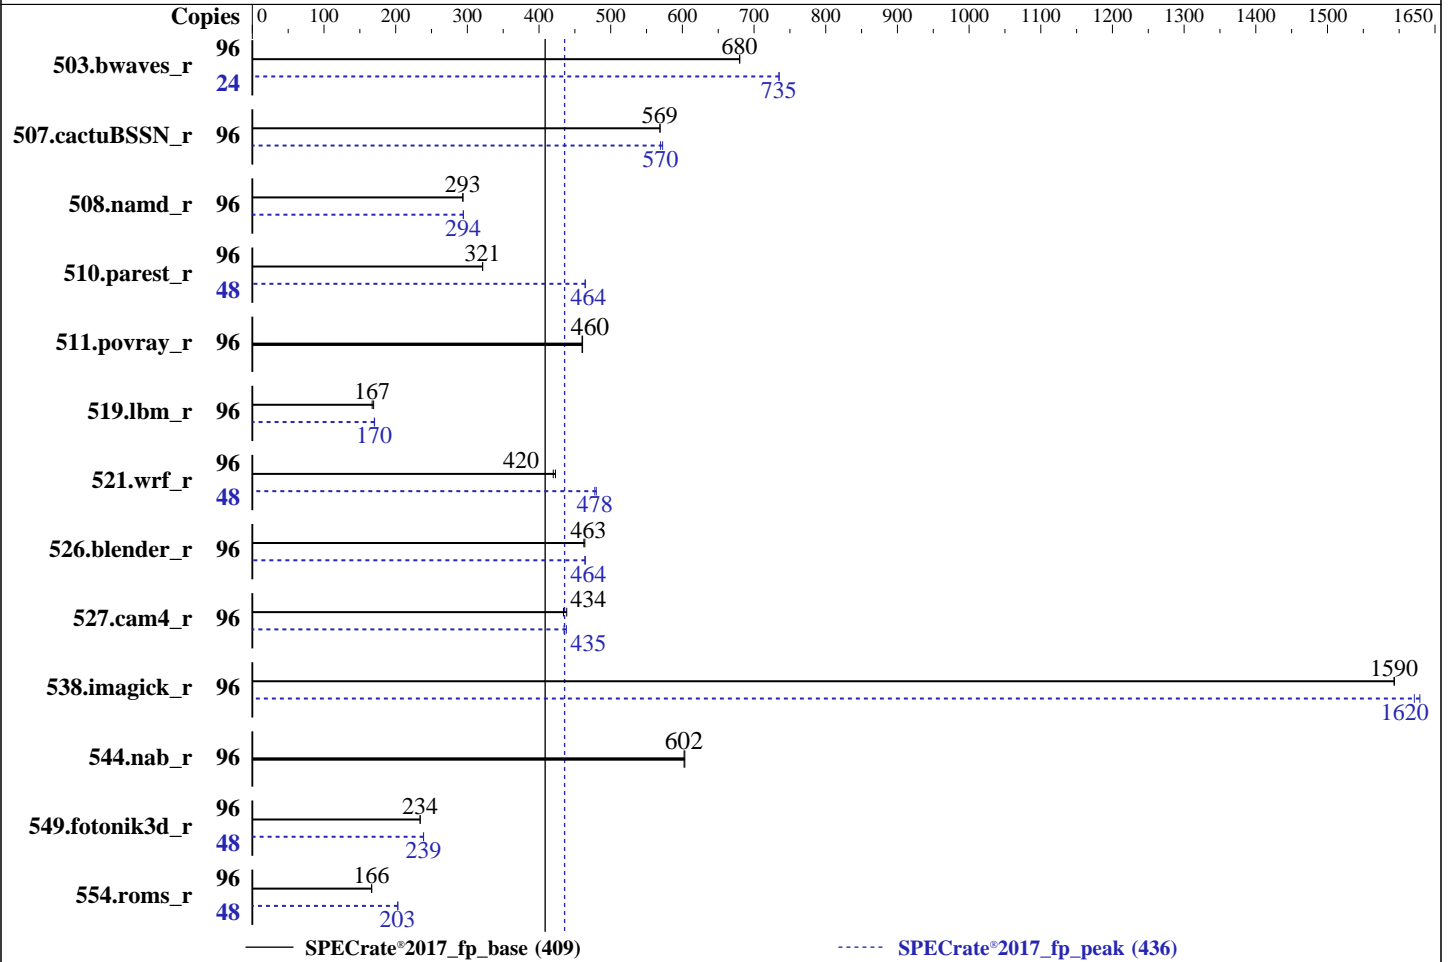 Copies 0 100 200 300 400 500 600 700 800 900 1000 1100 1200 1300 1400 1500 1650
503.bwaves_r 96 680
24 735
507.cactuBSSN_r 96 569
570
508.namd_r 96 293
294
510.parest_r 96 321
48 464
511.povray_r 96 460
519.lbm_r 96 167
170
521.wrf_r 96 420
48 478
526.blender_r 96 463
464
527.cam4_r 96 434
435
538.imagick_r 96 1590
1620
544.nab_r 96 602
549.fotonik3d_r 96 234
48 239
554.roms_r 96 166
48 203
SPECrate®2017_fp_base (409) SPECrate®2017_fp_peak (436)